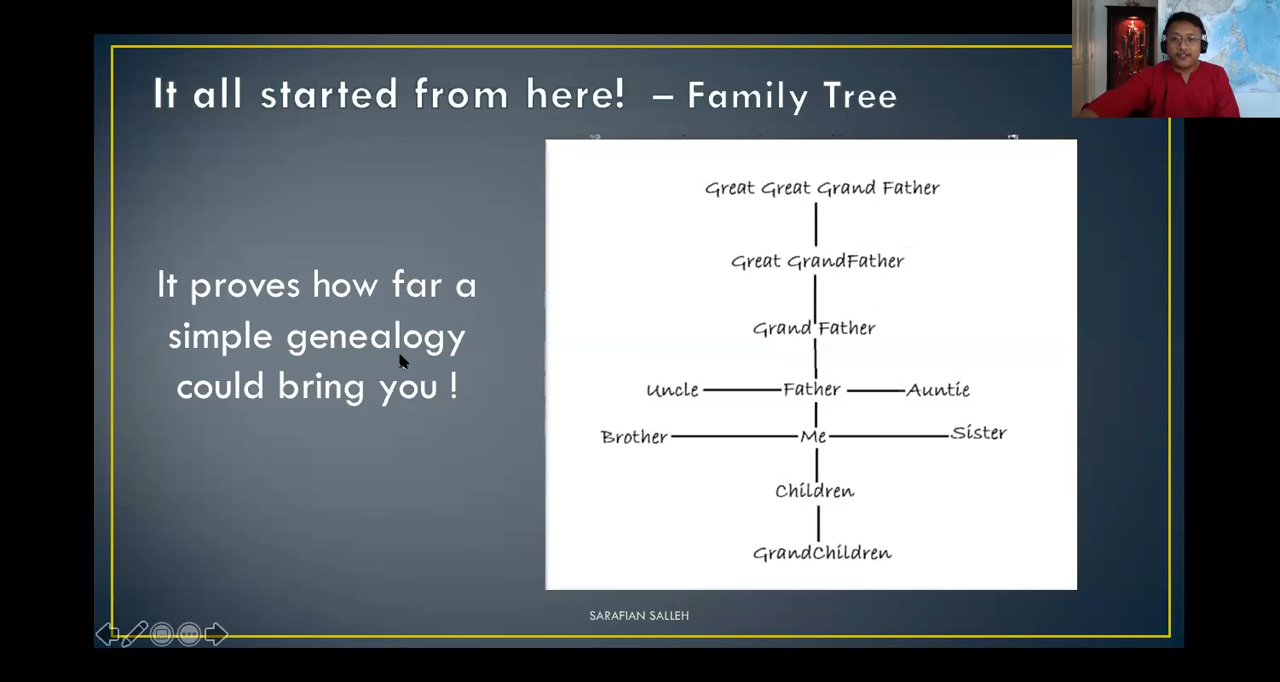 It all started from here! – Family Tree
It proves how far a
simple genealogy
could bring you !
Great Great Grand Father
Great GrandFather
Grand Father
Uncle Father Auntie
Brother Me Sister
Children
GrandChildren
SARAFIAN SALLEH